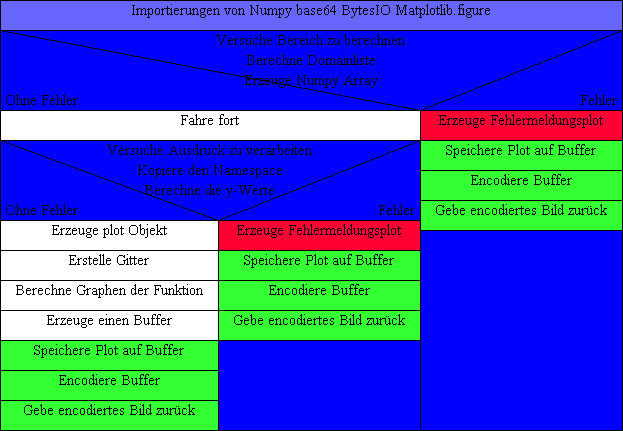 Importierungen von Numpy base64 BytesIO Matplotlib.figure
Versuche Bereich zu berechnen
Berechne Domainliste
Erzeuge Numpy Array
Ohne Fehler
Fehler
Fahre fort
Erzeuge Fehlermeldungsplot
Speichere Plot auf Buffer
Encodiere Buffer
Gebe encodiertes Bild zurück
Versuche Ausdruck zu verarbeiten
Kopiere den Namespace
Berechne die y-Werte
Ohne Fehler
Fehler
Erzeuge plot Objekt
Erstelle Gitter
Berechne Graphen der Funktion
Erzeuge einen Buffer
Speichere Plot auf Buffer
Encodiere Buffer
Gebe encodiertes Bild zurück
Erzeuge Fehlermeldungsplot
Speichere Plot auf Buffer
Encodiere Buffer
Gebe encodiertes Bild zurück